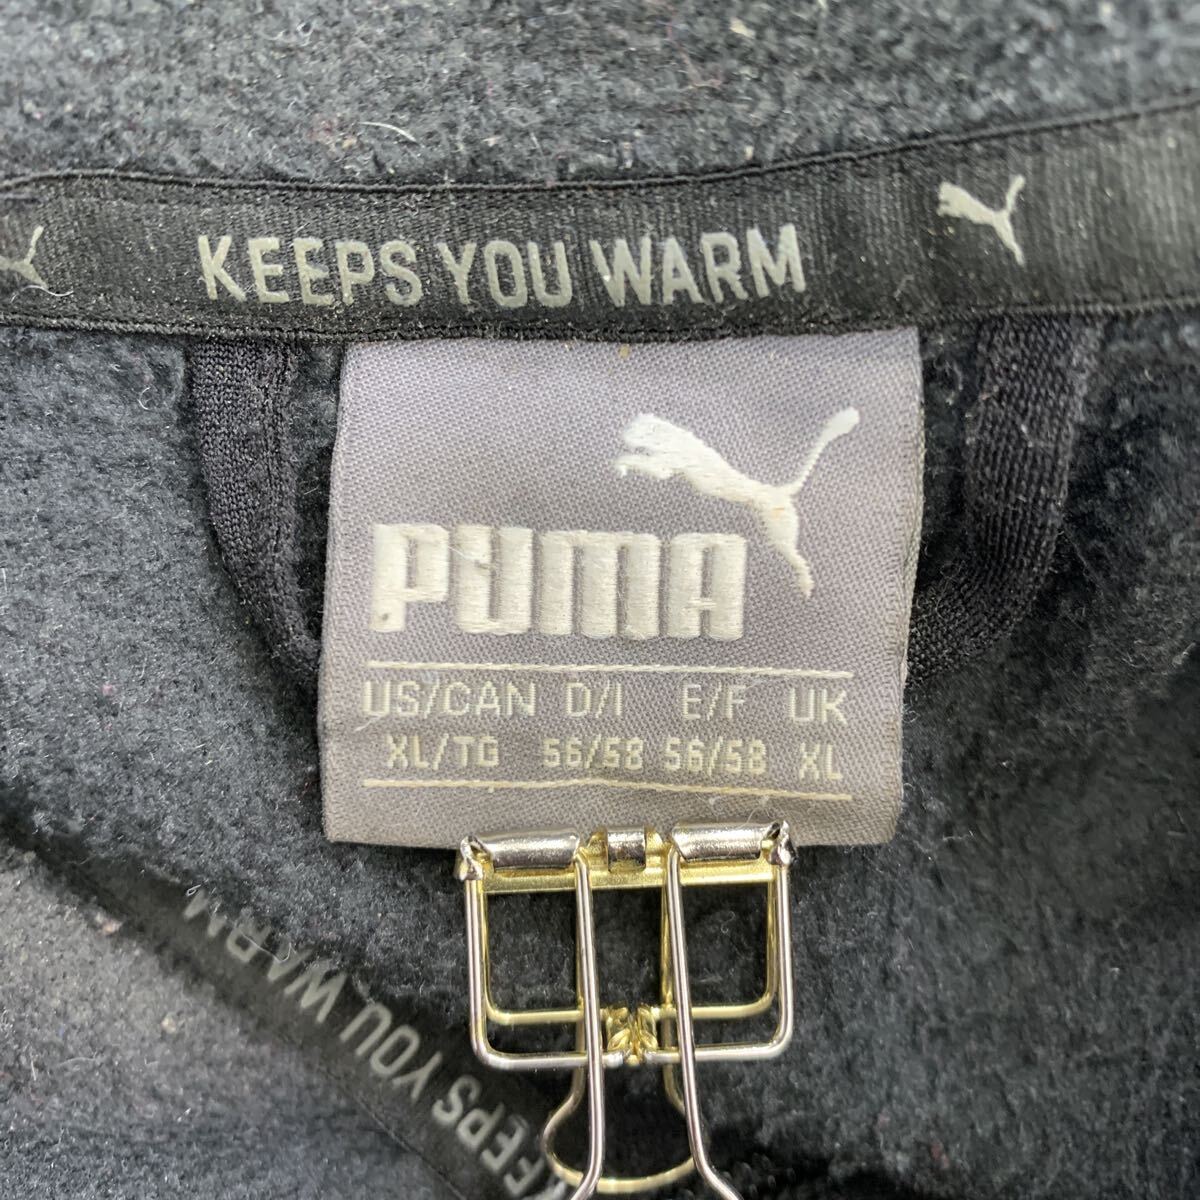 KEEPS YOU WARM
PUMA
US/CAN D/I E/F UK
XL/TG 56/58 56/58 XL
KEEPS YOU WARM